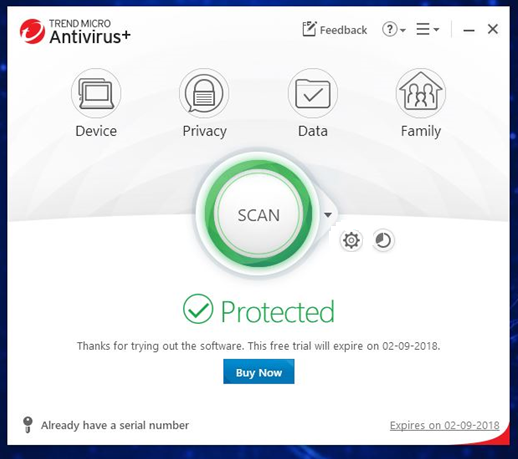 TREND MICRO
Antivirus+
Feedback
?
Device Privacy Data Family
SCAN
Protected
Thanks for trying out the software. This free trial will expire on 02-09-2018.
Buy Now
Already have a serial number
Expires on 02-09-2018